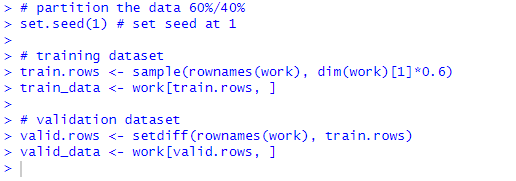 > # partition the data 60%/40%
> set.seed(1) # set seed at 1
>
> # training dataset
> train.rows <- sample(rownames(work), dim(work)[1]*0.6)
> train_data <- work[train.rows, ]
>
> # validation dataset
> valid.rows <- setdiff(rownames(work), train.rows)
> valid_data <- work[valid.rows, ]
>